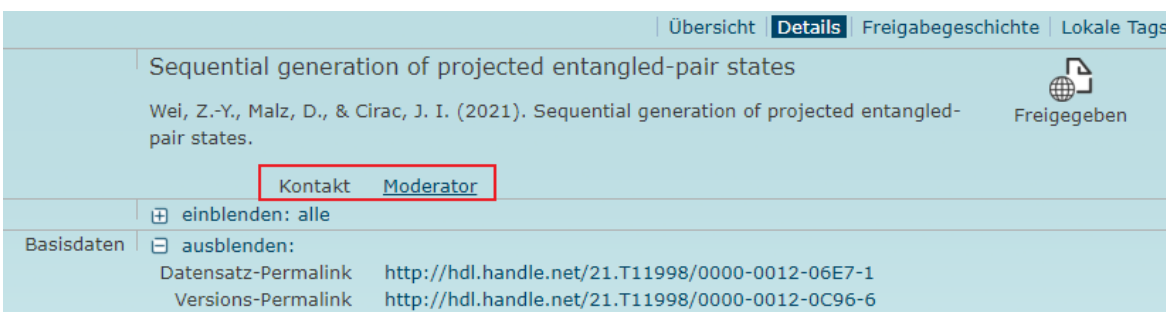 Übersicht | Details | Freigabegeschichte | Lokale Tags
Sequential generation of projected entangled-pair states
Wei, Z.-Y., Malz, D., & Cirac, J. I. (2021). Sequential generation of projected entangled-
pair states.
Freigegeben
Kontakt Moderator
einblenden: alle
Basisdaten ausblenden:
Datensatz-Permalink http://hdl.handle.net/21.T11998/0000-0012-06E7-1
Versions-Permalink http://hdl.handle.net/21.T11998/0000-0012-0C96-6